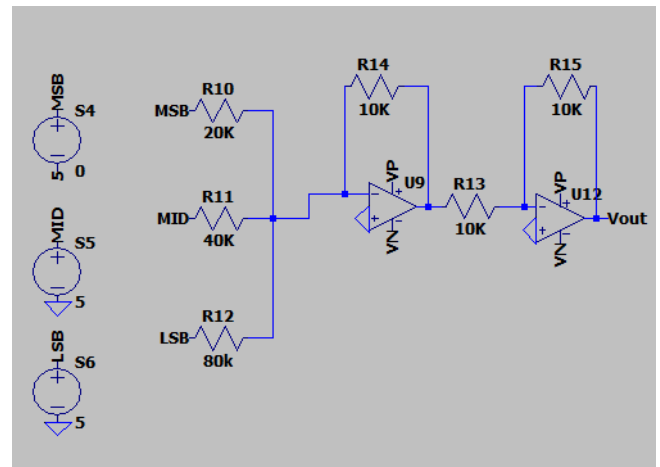 MSB
S4
5
0
MID
S5
5
LSB
S6
5
MSB
R10
20K
MID
R11
40K
LSB
R12
80k
R14
10K
VP
U9
VN
R13
10K
R15
10K
VP
U12
VN
Vout